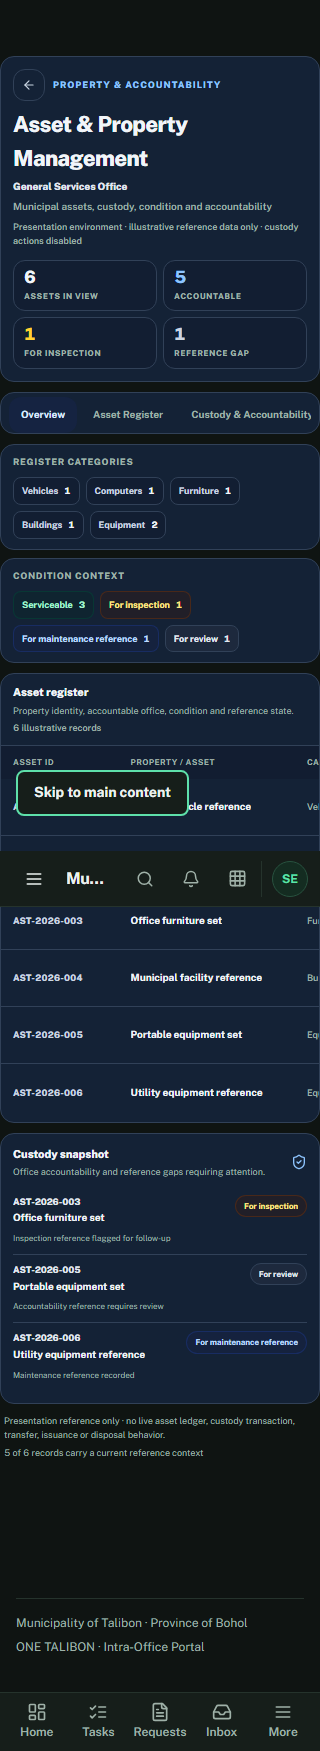 PROPERTY & ACCOUNTABILITY
Asset & Property
Management
General Services Office
Municipal assets, custody, condition and accountability
Presentation environment · illustrative reference data only · custody
actions disabled
6
ASSETS IN VIEW
5
ACCOUNTABLE
1
FOR INSPECTION
1
REFERENCE GAP
Overview Asset Register Custody & Accountability
REGISTER CATEGORIES
Vehicles 1 Computers 1 Furniture 1
Buildings 1 Equipment 2
CONDITION CONTEXT
Serviceable 3 For inspection 1
For maintenance reference 1 For review 1
Asset register
Property identity, accountable office, condition and reference state.
6 illustrative records
ASSET ID PROPERTY / ASSET CA
Skip to main content
cle reference Veh
Mu... SE
AST-2026-003 Office furniture set Fu
AST-2026-004 Municipal facility reference Bu
AST-2026-005 Portable equipment set Eq
AST-2026-006 Utility equipment reference Eq
Custody snapshot
Office accountability and reference gaps requiring attention.
AST-2026-003
Office furniture set
For inspection
Inspection reference flagged for follow-up
AST-2026-005
Portable equipment set
For review
Accountability reference requires review
AST-2026-006
Utility equipment reference
For maintenance reference
Maintenance reference recorded
Presentation reference only · no live asset ledger, custody transaction,
transfer, issuance or disposal behavior.
5 of 6 records carry a current reference context
Municipality of Talibon · Province of Bohol
ONE TALIBON · Intra-Office Portal
Home Tasks Requests Inbox More